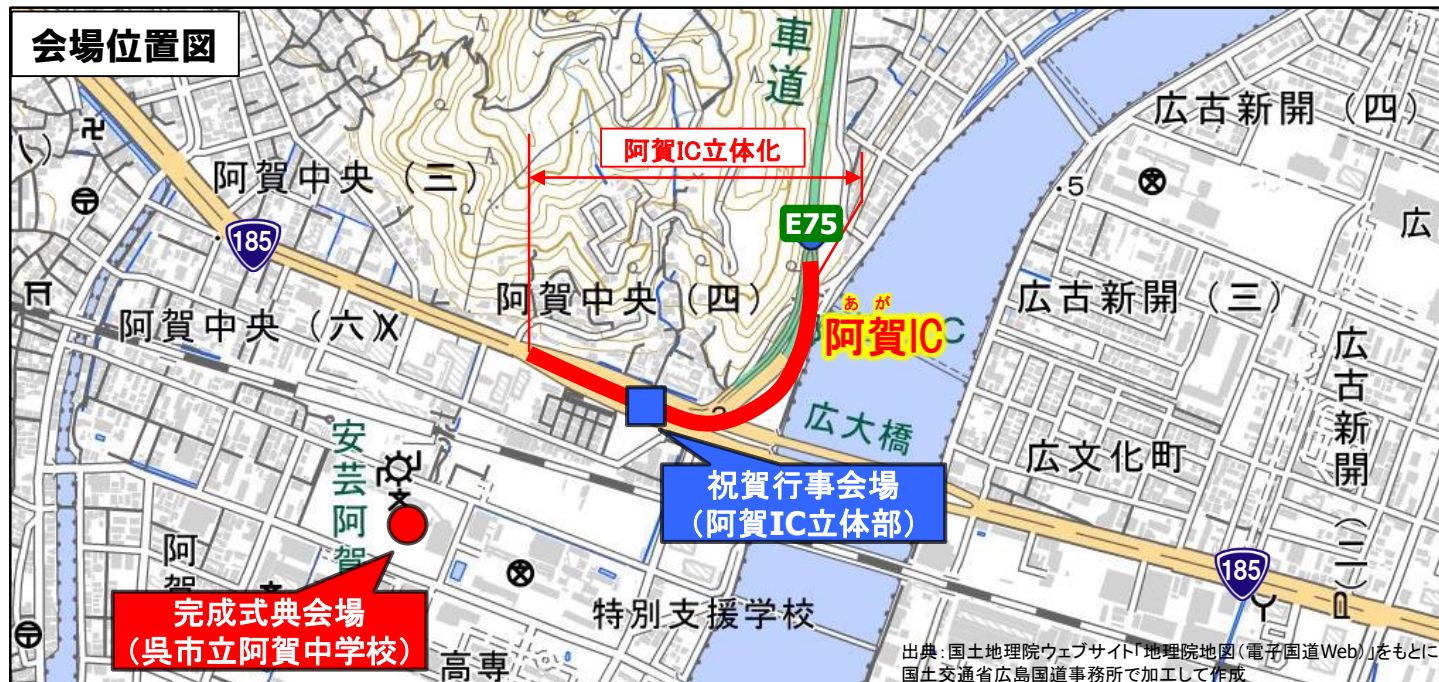 会場位置図
車道
広古新開（四）
阿賀IC立体化
阿賀中央（三）
・5
E75
広
185
阿賀中央（四）
広古新開（三）
阿賀中央（六）
あが
阿賀IC
C
広古新開（二）
2
広大橋
安芸阿賀
広文化町
祝賀行事会場
（阿賀IC立体部）
阿賀
185
完成式典会場
（呉市立阿賀中学校）
特別支援学校
高専
出典：国土地理院ウェブサイト「地理院地図（電子国道Web）」をもとに
国土交通省広島国道事務所で加工して作成